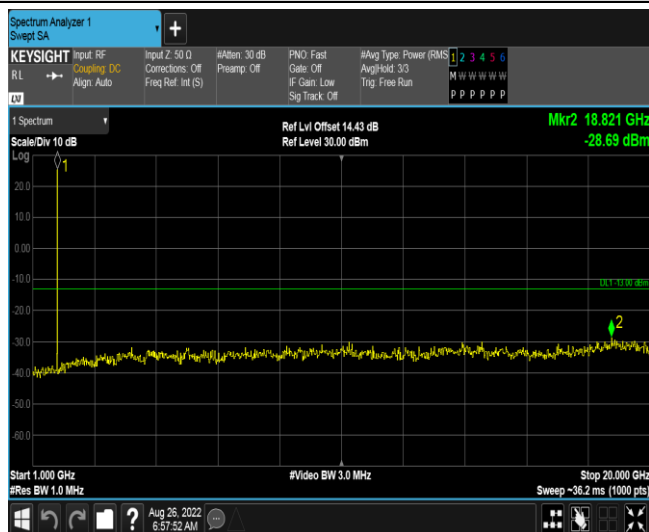 Spectrum Analyzer 1
Swept SA
KEYSIGHT
RL
LXI
Input: RF
Coupling: DC
Align: Auto
Input Z: 50 Ω
Corrections: Off
Freq Ref: Int (S)
#Atten: 30 dB
Preamp: Off
PNO: Fast
Gate: Off
IF Gain: Low
Sig Track: Off
#Avg Type: Power (RMS
Avg|Hold: 3/3
Trig: Free Run
1 2 3 4 5 6
M W W W W W
P P P P P P
1 Spectrum
Scale/Div 10 dB
Log
Ref Lvl Offset 14.43 dB
Ref Level 30.00 dBm
Mkr2 18.821 GHz
-28.69 dBm
1
20.0
10.0
0.00
-10.0
DL1 -13.00 dBm
2
-20.0
-30.0
-40.0
-50.0
-60.0
Start 1.000 GHz
#Res BW 1.0 MHz
#Video BW 3.0 MHz
Stop 20.000 GHz
Sweep ~36.2 ms (1000 pts)
?
Aug 26, 2022
6:57:52 AM